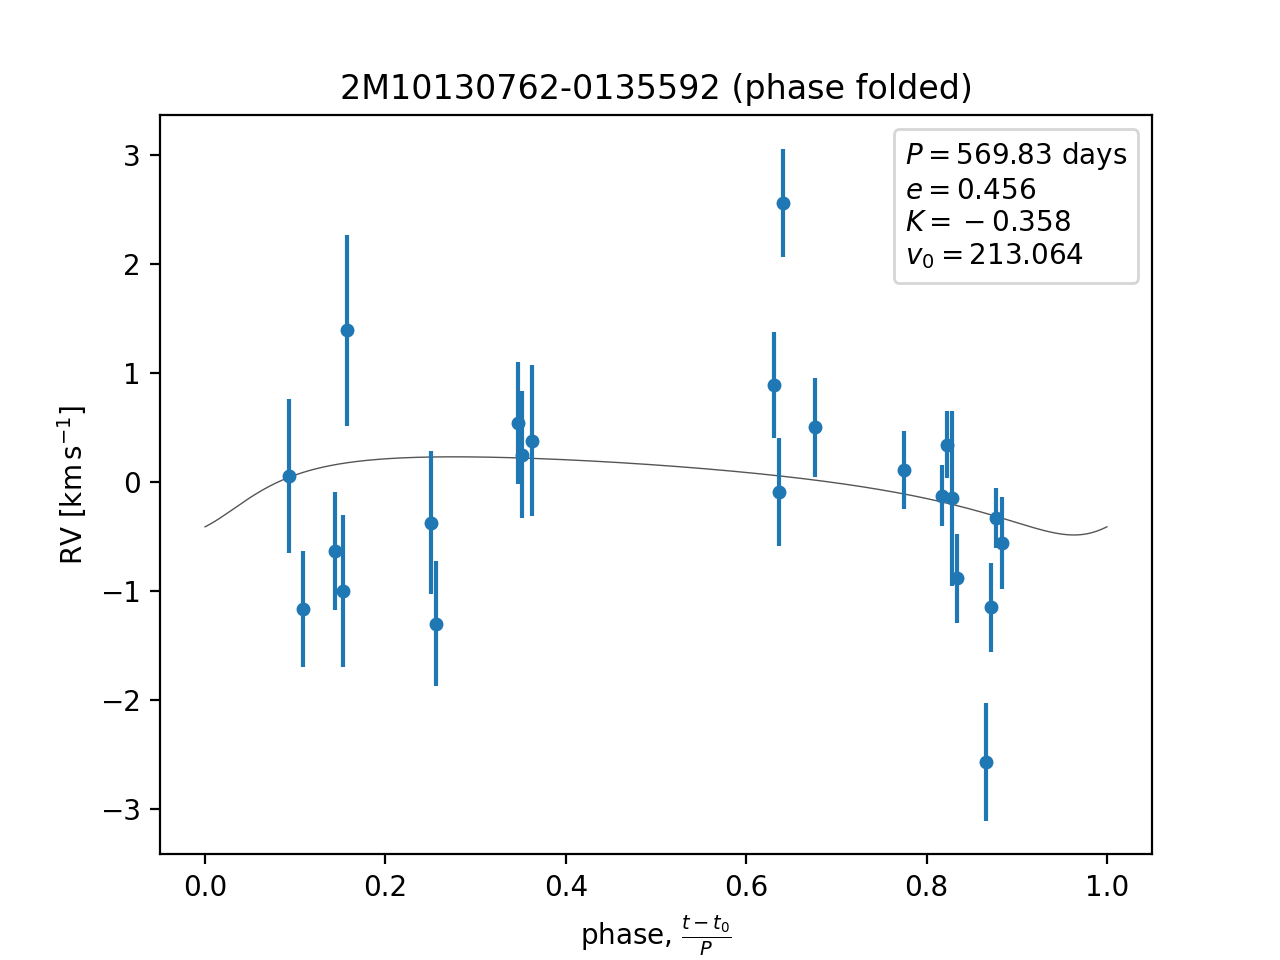 2M10130762-0135592 (phase folded)
P = 569.83 days
e = 0.456
K = −0.358
v₀ = 213.064
RV [km s⁻¹]
3
2
1
0
−1
−2
−3
0.0 0.2 0.4 0.6 0.8 1.0
phase, (t − t₀)/P